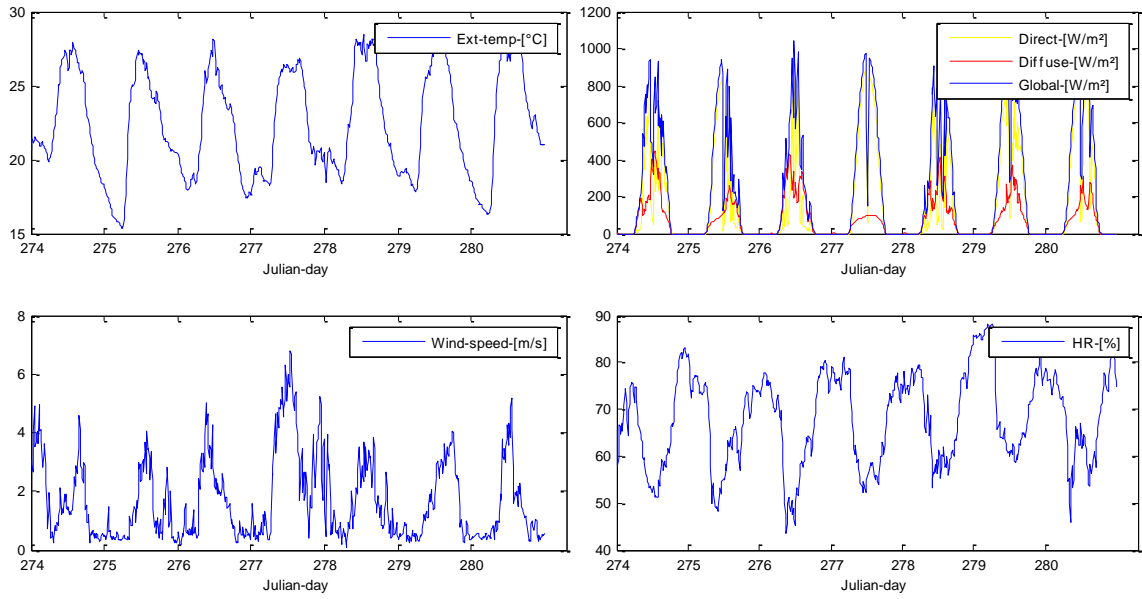 30
25
20
15
274 275 276 277 278 279 280
Julian-day
Ext-temp-[°C]
1200
1000
800
600
400
200
0
274 275 276 277 278 279 280
Julian-day
Direct-[W/m²]
Diffuse-[W/m²]
Global-[W/m²]
8
6
4
2
0
274 275 276 277 278 279 280
Julian-day
Wind-speed-[m/s]
90
80
70
60
50
40
274 275 276 277 278 279 280
Julian-day
HR-[%]